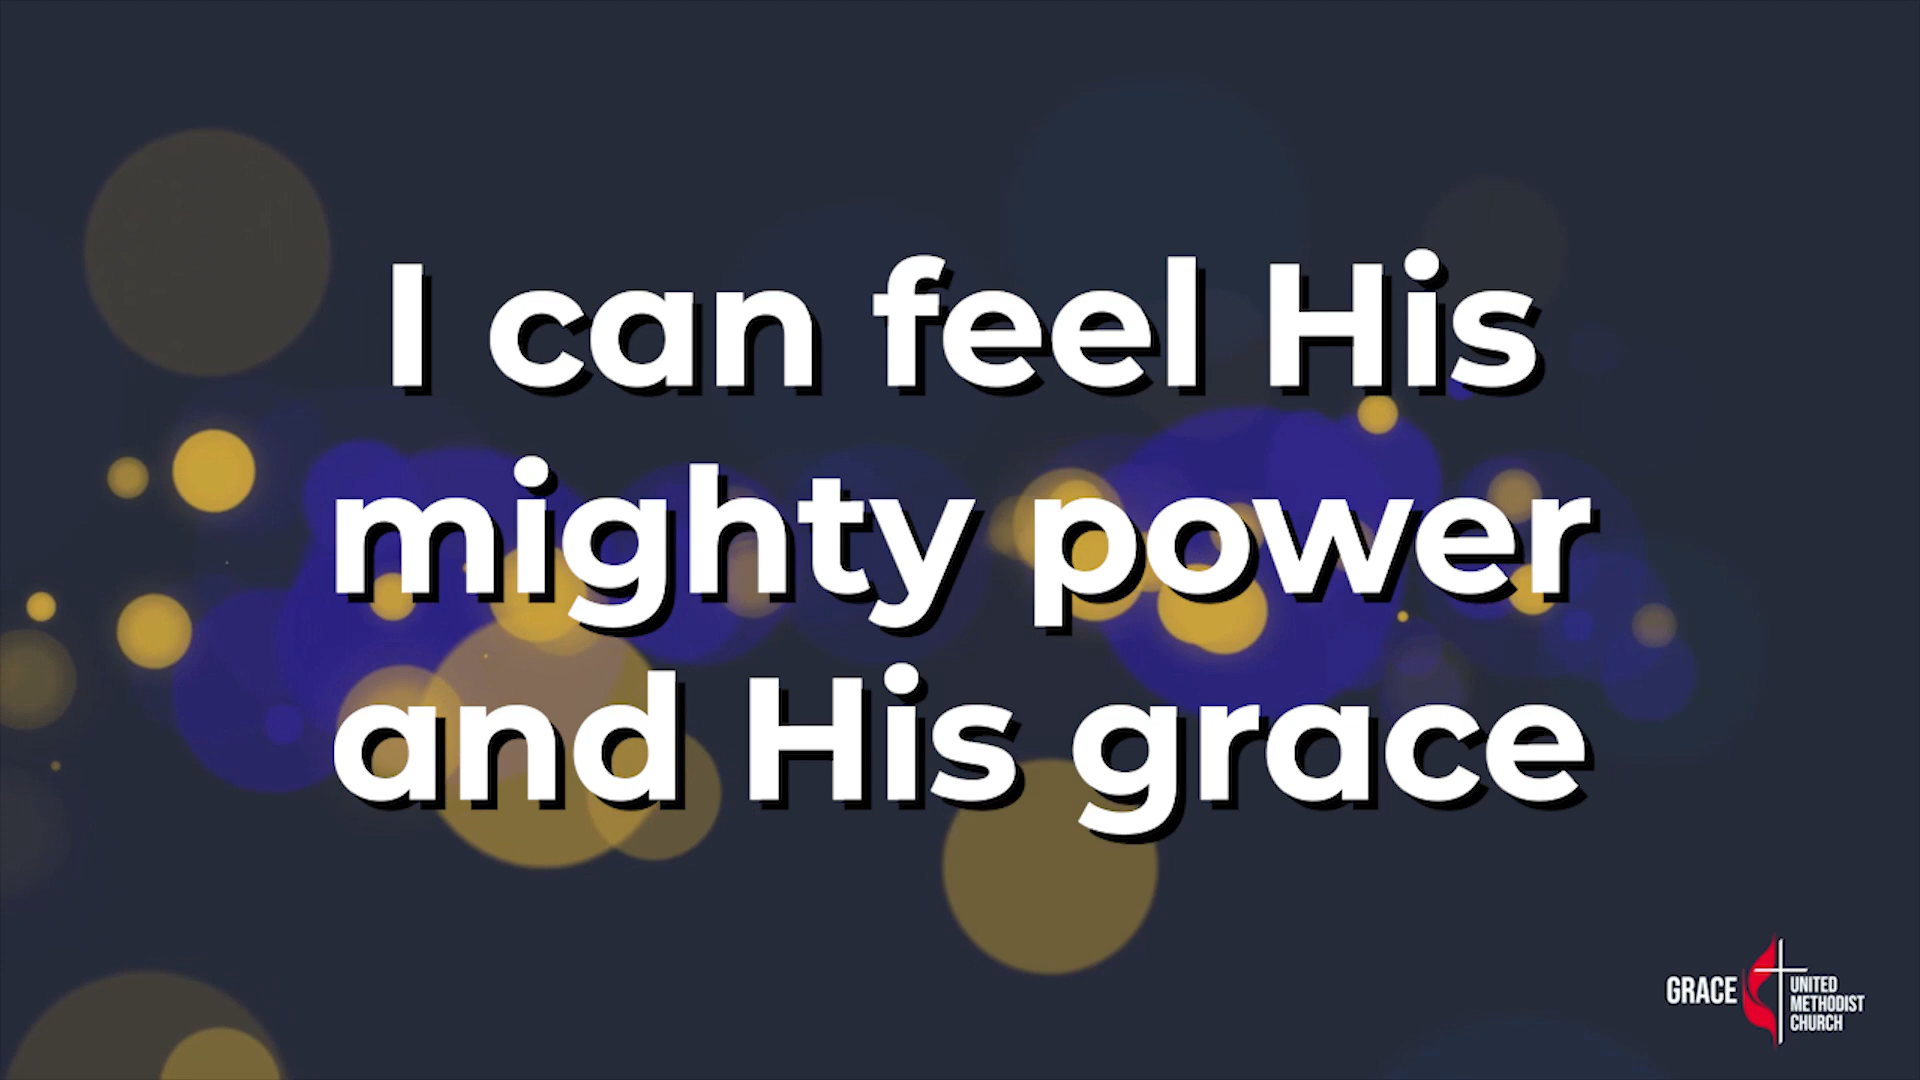 I can feel His
mighty power
and His grace
GRACE
UNITED
METHODIST
CHURCH